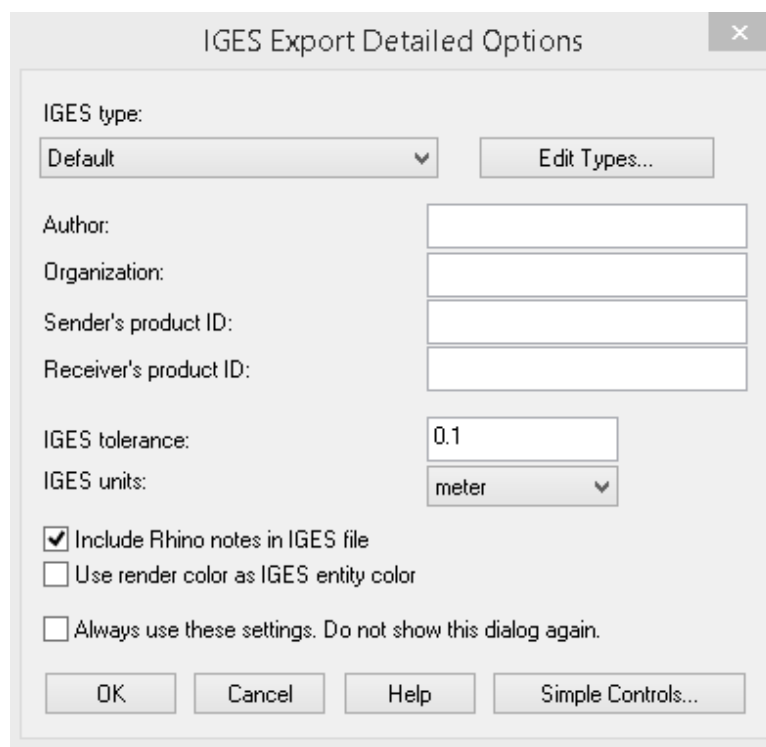 IGES Export Detailed Options
IGES type:
Default
Edit Types...
Author:
Organization:
Sender's product ID:
Receiver's product ID:
IGES tolerance:
0.1
IGES units:
meter
Include Rhino notes in IGES file
Use render color as IGES entity color
Always use these settings. Do not show this dialog again.
OK Cancel Help Simple Controls...